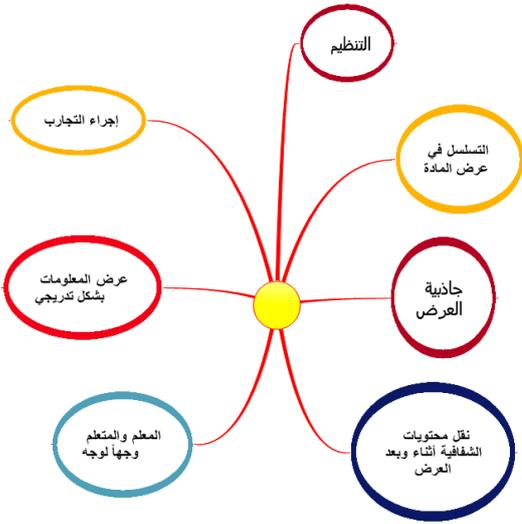 التنظيم
التسلسل في
عرض المادة
جاذبية
العرض
نقل محتويات
الشفافية أثناء وبعد
العرض
المعلم والمتعلم
وجهاً لوجه
عرض المعلومات
بشكل تدريجي
إجراء التجارب